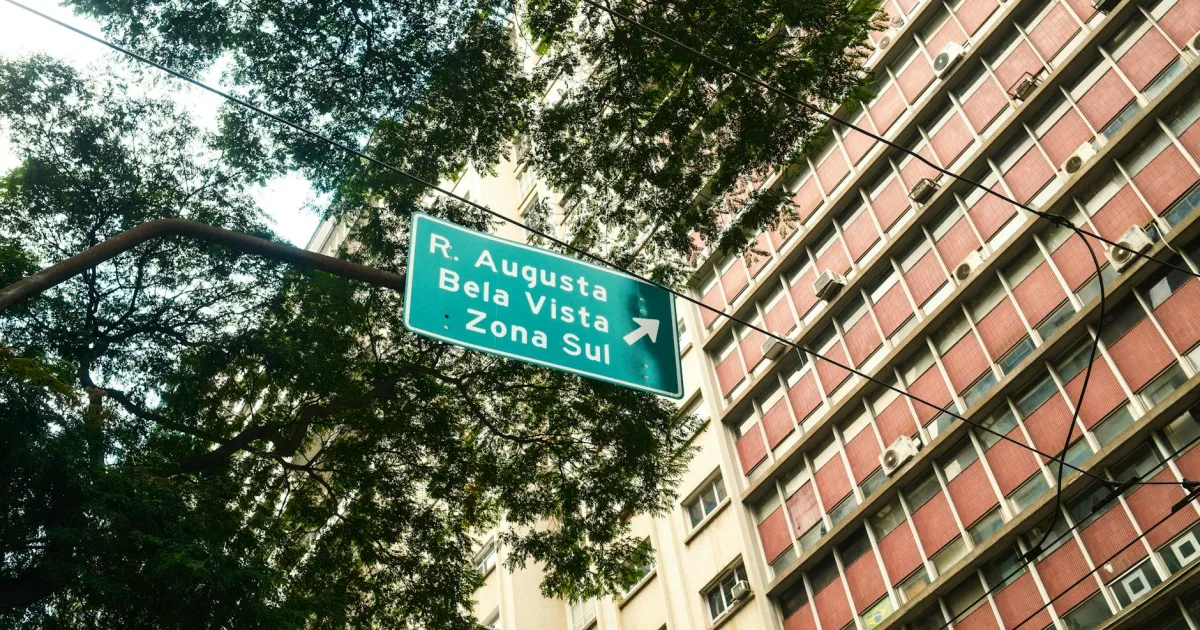 R. Augusta
Bela Vista
Zona Sul